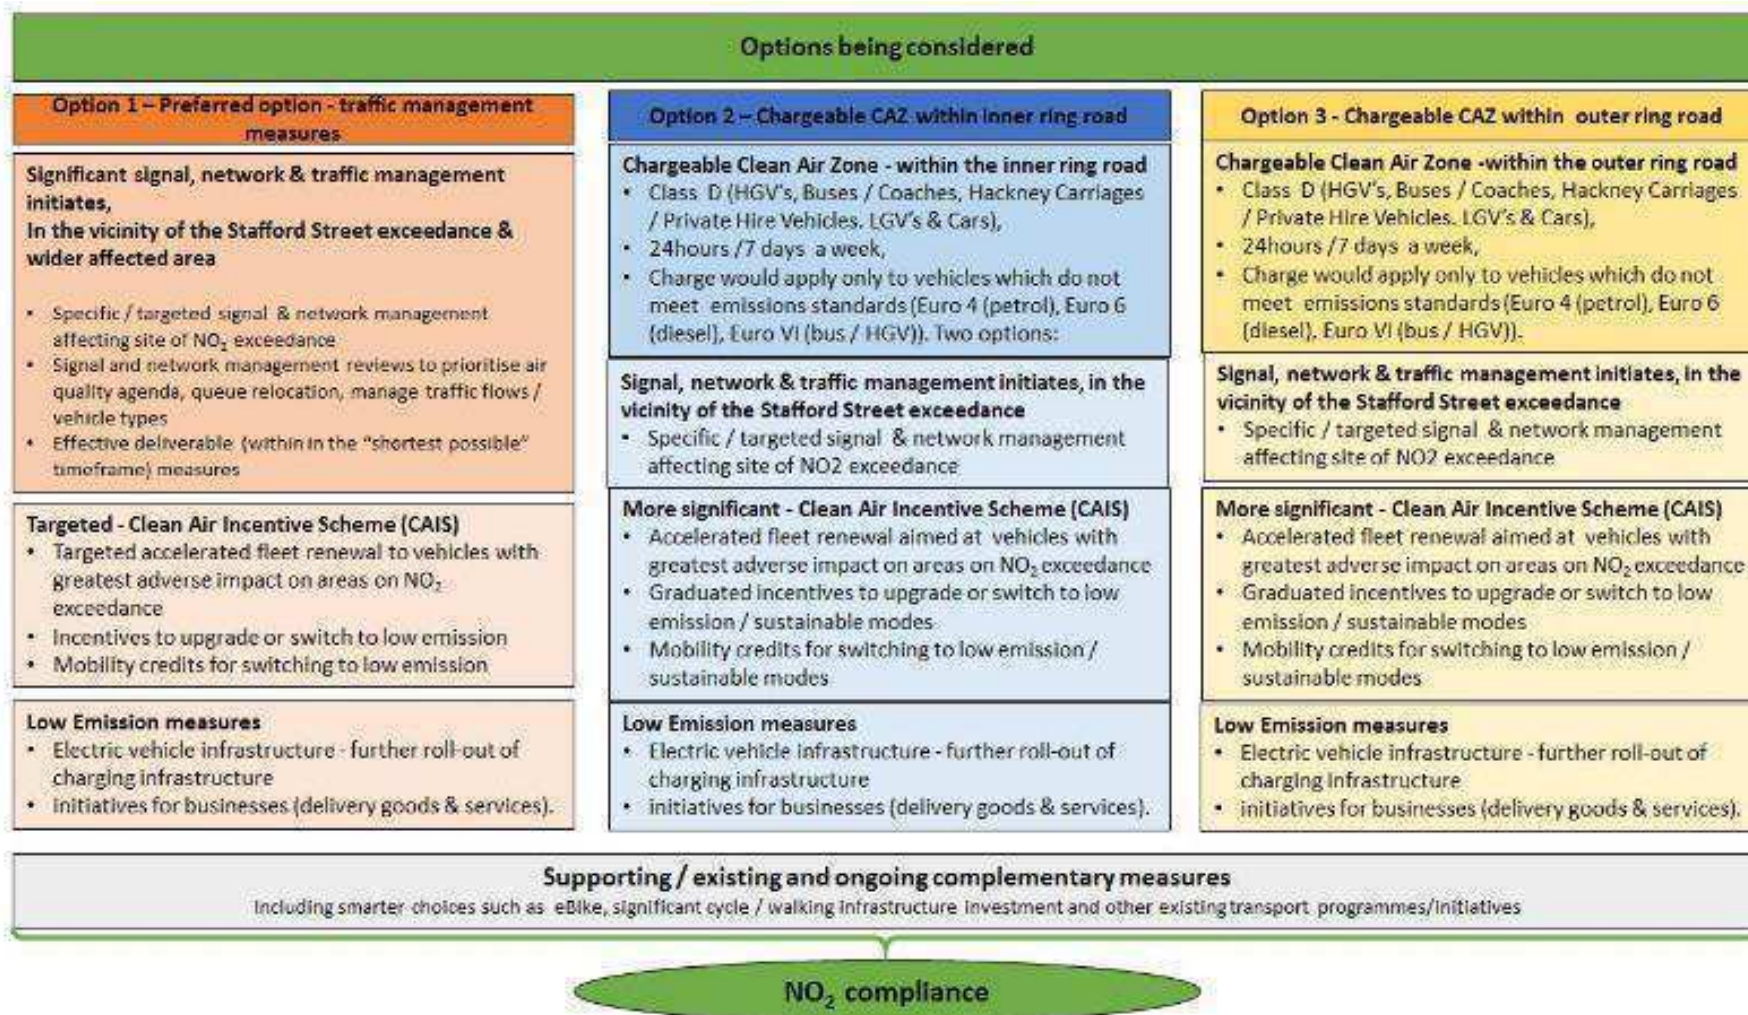 Options being considered
Option 1 – Preferred option - traffic management
measures
Significant signal, network & traffic management
initiates,
In the vicinity of the Stafford Street exceedance &
wider affected area
• Specific / targeted signal & network management
affecting site of NO₂ exceedance
• Signal and network management reviews to prioritise air
quality agenda, queue relocation, manage traffic flows /
vehicle types
• Effective deliverable (within in the “shortest possible”
timeframe) measures
Targeted - Clean Air Incentive Scheme (CAIS)
• Targeted accelerated fleet renewal to vehicles with
greatest adverse impact on areas on NO₂
exceedance
• Incentives to upgrade or switch to low emission
• Mobility credits for switching to low emission
Low Emission measures
• Electric vehicle infrastructure - further roll-out of
charging infrastructure
• initiatives for businesses (delivery goods & services).
Option 2 – Chargeable CAZ within inner ring road
Chargeable Clean Air Zone - within the inner ring road
• Class D (HGV's, Buses / Coaches, Hackney Carriages
/ Private Hire Vehicles. LGV's & Cars),
• 24hours /7 days a week,
• Charge would apply only to vehicles which do not
meet emissions standards (Euro 4 (petrol), Euro 6
(diesel), Euro VI (bus / HGV)). Two options:
Signal, network & traffic management initiates, in the
vicinity of the Stafford Street exceedance
• Specific / targeted signal & network management
affecting site of NO2 exceedance
More significant - Clean Air Incentive Scheme (CAIS)
• Accelerated fleet renewal aimed at vehicles with
greatest adverse impact on areas on NO₂ exceedance
• Graduated incentives to upgrade or switch to low
emission / sustainable modes
• Mobility credits for switching to low emission /
sustainable modes
Low Emission measures
• Electric vehicle infrastructure - further roll-out of
charging infrastructure
• initiatives for businesses (delivery goods & services).
Option 3 - Chargeable CAZ within outer ring road
Chargeable Clean Air Zone -within the outer ring road
• Class D (HGV's, Buses / Coaches, Hackney Carriages
/ Private Hire Vehicles. LGV's & Cars),
• 24hours /7 days a week,
• Charge would apply only to vehicles which do not
meet emissions standards (Euro 4 (petrol), Euro 6
(diesel), Euro VI (bus / HGV)).
Signal, network & traffic management initiates, in the
vicinity of the Stafford Street exceedance
• Specific / targeted signal & network management
affecting site of NO2 exceedance
More significant - Clean Air Incentive Scheme (CAIS)
• Accelerated fleet renewal aimed at vehicles with
greatest adverse impact on areas on NO₂ exceedance
• Graduated incentives to upgrade or switch to low
emission / sustainable modes
• Mobility credits for switching to low emission /
sustainable modes
Low Emission measures
• Electric vehicle infrastructure - further roll-out of
charging infrastructure
• initiatives for businesses (delivery goods & services).
Supporting / existing and ongoing complementary measures
Including smarter choices such as eBike, significant cycle / walking infrastructure investment and other existing transport programmes/initiatives
NO₂ compliance